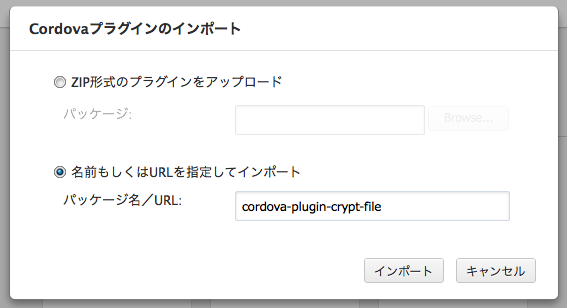 Cordovaプラグインのインポート
ZIP形式のプラグインをアップロード
パッケージ:
Browse...
名前もしくはURLを指定してインポート
パッケージ名／URL:
cordova-plugin-crypt-file
インポート
キャンセル